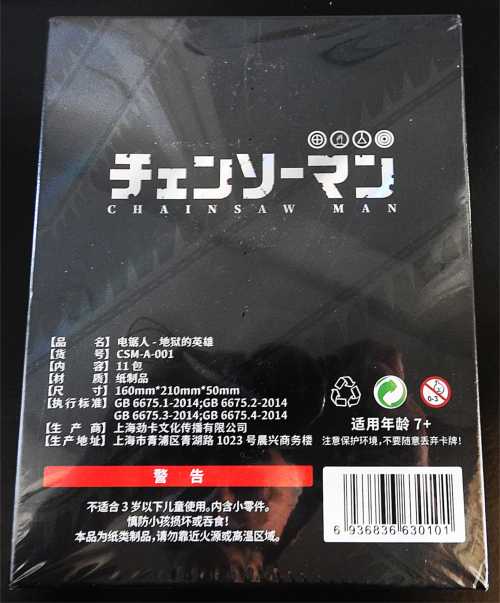 チェンソーマン
CHAINSAW MAN
【品 名】 电锯人 - 地狱的英雄
【货 号】 CSM-A-001
【内 容】 11 包
【材 质】 纸制品
【尺 寸】 160mm*210mm*50mm
【执行标准】 GB 6675.1-2014;GB 6675.2-2014
GB 6675.3-2014;GB 6675.4-2014
【生 产 商】 上海劲卡文化传播有限公司
【生产地址】 上海市青浦区青湖路 1023 号晨兴商务楼
0-3
适用年龄 7+
注意保护环境,不要随意丢弃卡牌!
警 告
不适合 3 岁以下儿童使用。内含小零件。
慎防小孩损坏或吞食!
本品为纸类制品,请勿靠近火源或高温区域。
6 936836 630101